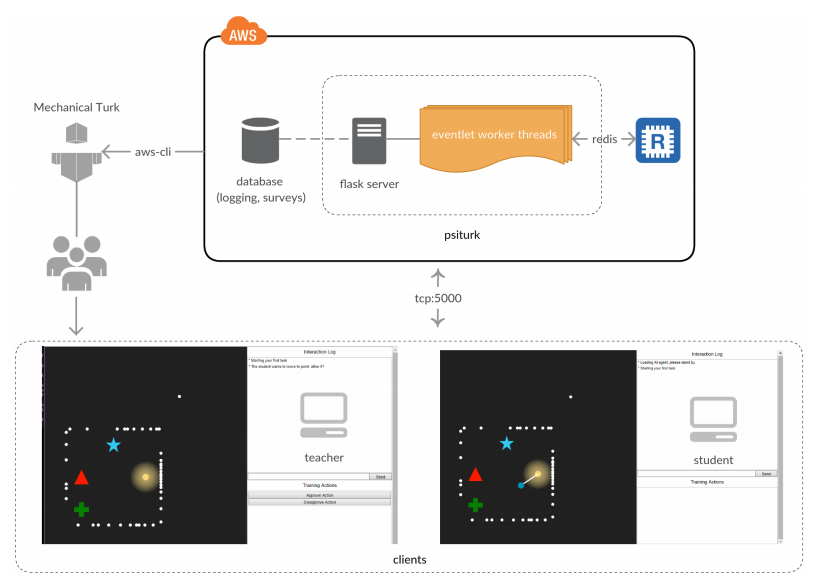 AWS
Mechanical Turk
aws-cli
database
(logging, surveys)
flask server
eventlet worker threads
redis
R
psiturk
tcp:5000
Interaction Log
* Starting your first task.
* The student wants to move to point. allow it?
teacher
Send
Training Actions
Approve Action
Disapprove Action
Interaction Log
* Loading AI agent, please stand by.
* Starting your first task.
student
Send
Training Actions
clients